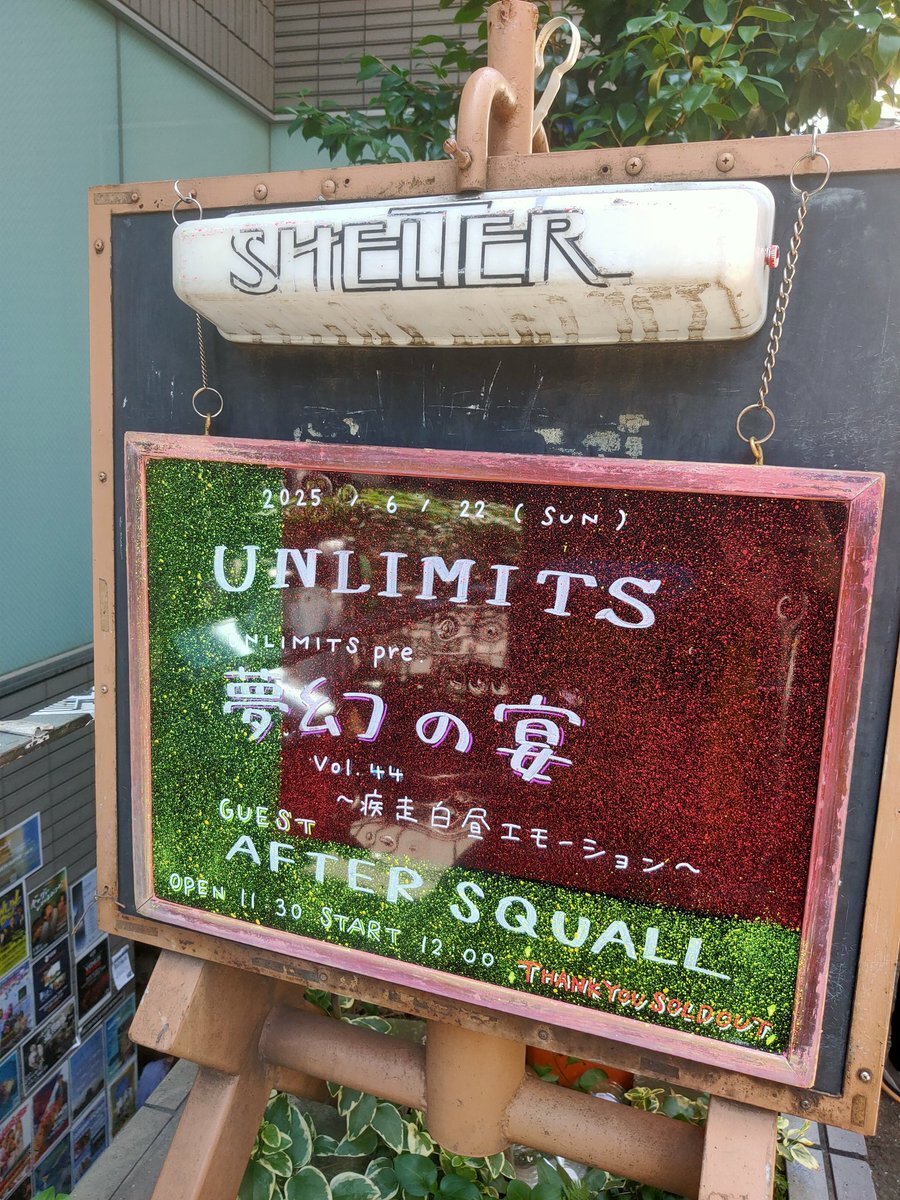 SHELTER
2025 / 6 / 22 ( SUN )
UNLIMITS
UNLIMITS pre.
夢幻の宴
Vol.44
~疾走白昼エモーション~
GUEST
AFTER SQUALL
OPEN 11 30 START 12 00
THANK YOU SOLD OUT